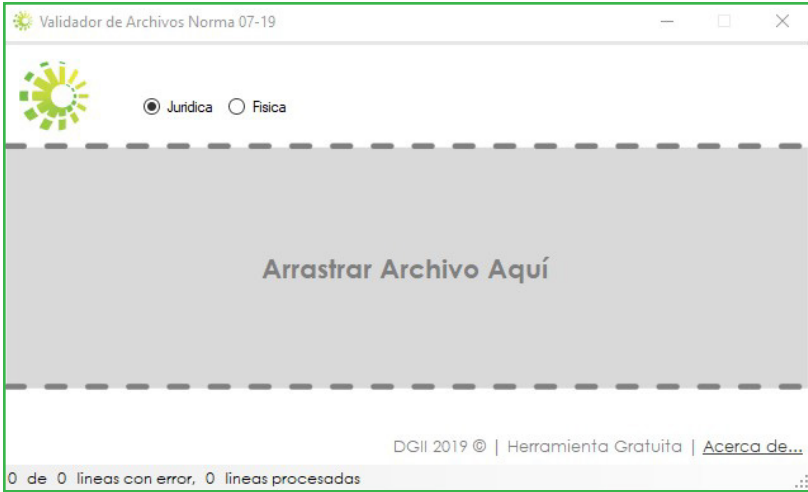 Validador de Archivos Norma 07-19
Juridica Fisica
Arrastrar Archivo Aquí
DGII 2019 © | Herramienta Gratuita | Acerca de...
0 de 0 lineas con error, 0 lineas procesadas